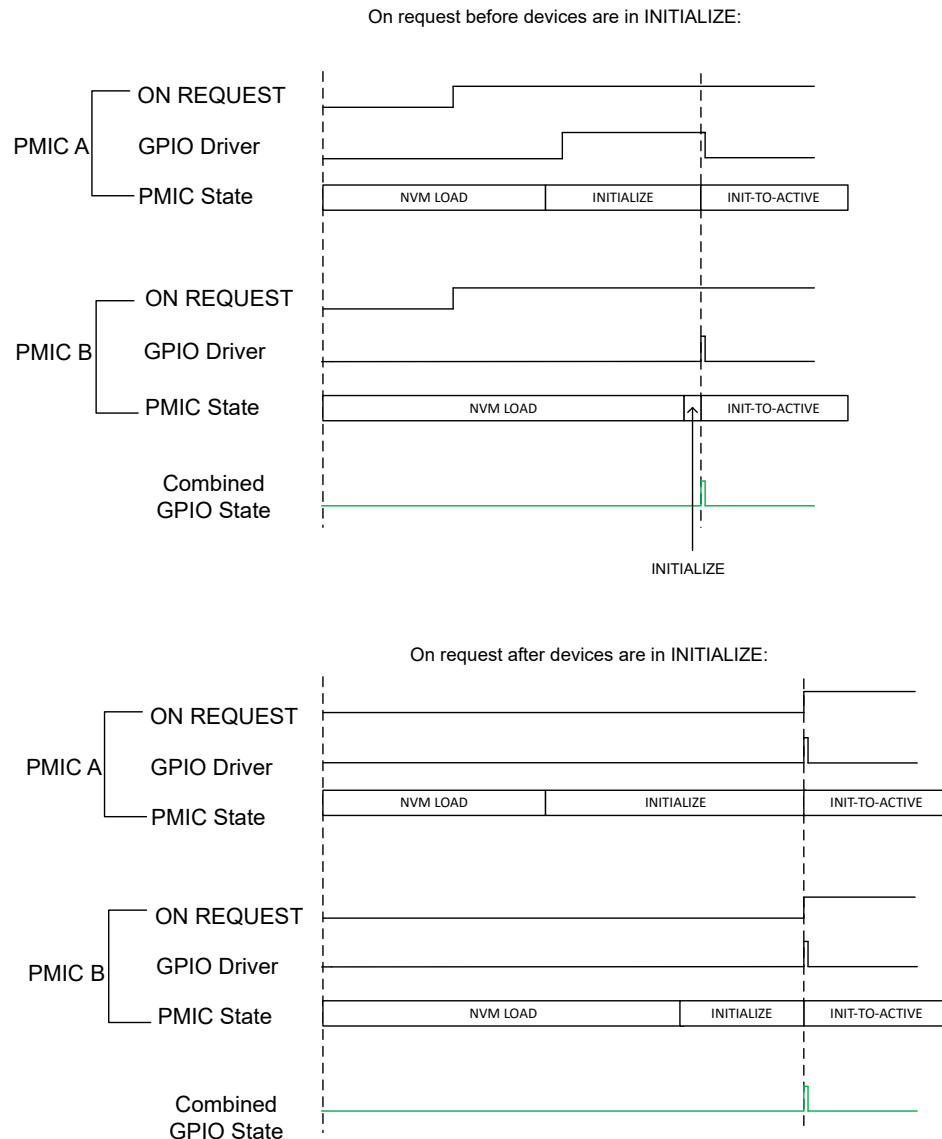 On request before devices are in INITIALIZE:
ON REQUEST
PMIC A
GPIO Driver
PMIC State
NVM LOAD
INITIALIZE
INIT-TO-ACTIVE
ON REQUEST
PMIC B
GPIO Driver
PMIC State
NVM LOAD
INIT-TO-ACTIVE
Combined
GPIO State
INITIALIZE
On request after devices are in INITIALIZE:
ON REQUEST
PMIC A
GPIO Driver
PMIC State
NVM LOAD
INITIALIZE
INIT-TO-ACTIVE
ON REQUEST
PMIC B
GPIO Driver
PMIC State
NVM LOAD
INITIALIZE
INIT-TO-ACTIVE
Combined
GPIO State